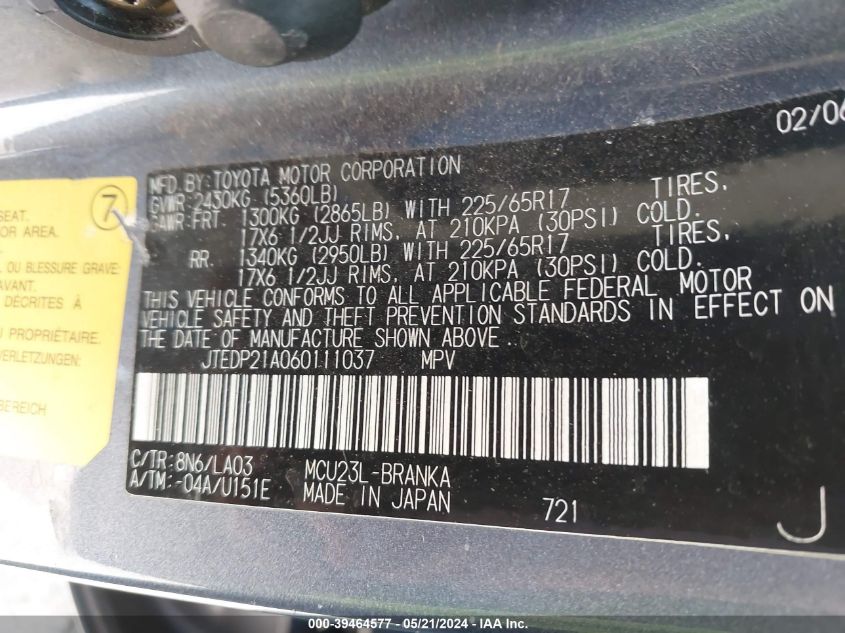 02/06
MFD. BY: TOYOTA MOTOR CORPORATION
GVWR: 2430KG (5360LB)
GAWR: FRT. 1300KG (2865LB) WITH 225/65R17 TIRES,
17X6 1/2JJ RIMS, AT 210KPA (30PSI) COLD.
RR. 1340KG (2950LB) WITH 225/65R17 TIRES,
17X6 1/2JJ RIMS, AT 210KPA (30PSI) COLD.
THIS VEHICLE CONFORMS TO ALL APPLICABLE FEDERAL MOTOR
VEHICLE SAFETY AND THEFT PREVENTION STANDARDS IN EFFECT ON
THE DATE OF MANUFACTURE SHOWN ABOVE.
JTEDP21A060111037 MPV
C/TR: 8N6/LA03 MCU23L-BRANKA
A/TM: -04A/U151E MADE IN JAPAN 721
J
7
SEAT.
OR AREA.
OU BLESSURE GRAVE
AVANT.
DÉCRITES À
U PROPRIÉTAIRE.
VERLETZUNGEN.
BEREICH
000-39464577 - 05/21/2024 - IAA Inc.